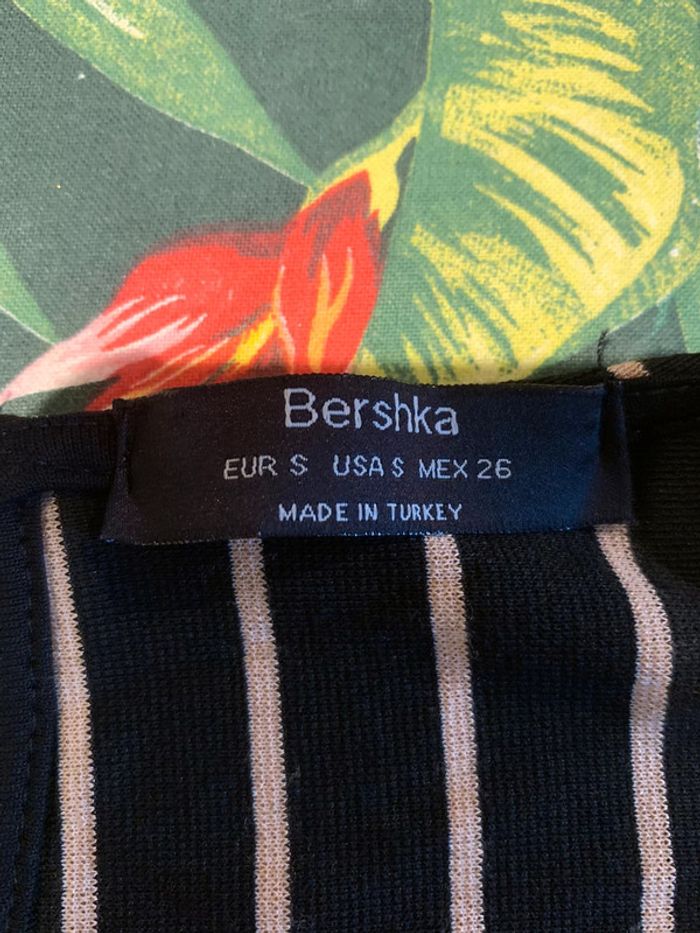 Bershka
EUR S USA S MEX 26
MADE IN TURKEY